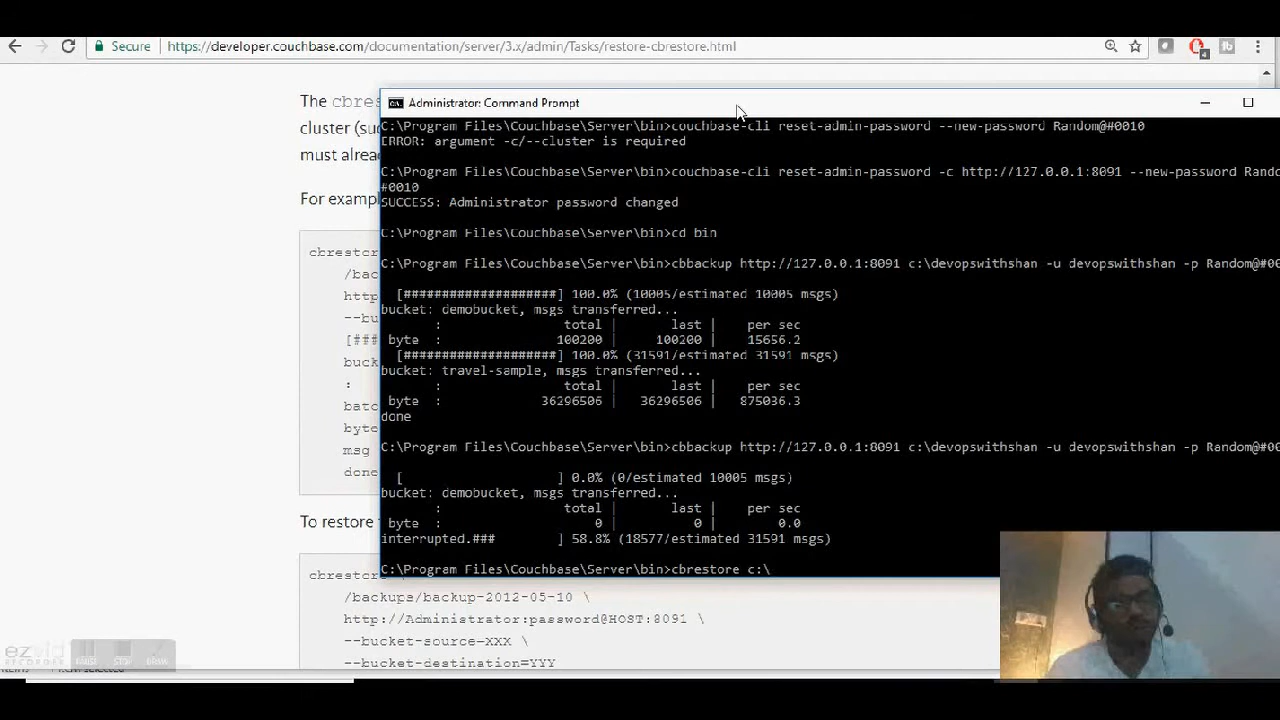 Secure https://developer.couchbase.com/documentation/server/3.x/admin/Tasks/restore-cbrestore.html
The cbres
cluster (su
must alread
For examp
cbrestor
/bac
http
--bu
[##
buck
:
batc
byte
msg
done
To restore
Administrator: Command Prompt
C:\Program Files\Couchbase\Server\bin>couchbase-cli reset-admin-password --new-password Random@#0010
ERROR: argument -c/--cluster is required
C:\Program Files\Couchbase\Server\bin>couchbase-cli reset-admin-password -c http://127.0.0.1:8091 --new-password Rando
#0010
SUCCESS: Administrator password changed
C:\Program Files\Couchbase\Server\bin>cd bin
C:\Program Files\Couchbase\Server\bin>cbbackup http://127.0.0.1:8091 c:\devopswithshan -u devopswithshan -p Random@#00
[####################] 100.0% (10005/estimated 10005 msgs)
bucket: demobucket, msgs transferred...
: total | last | per sec
byte : 100200 | 100200 | 15656.2
[####################] 100.0% (31591/estimated 31591 msgs)
bucket: travel-sample, msgs transferred...
: total | last | per sec
byte : 36296506 | 36296506 | 875036.3
done
C:\Program Files\Couchbase\Server\bin>cbbackup http://127.0.0.1:8091 c:\devopswithshan -u devopswithshan -p Random@#00
[ ] 0.0% (0/estimated 10005 msgs)
bucket: demobucket, msgs transferred...
: total | last | per sec
byte : 0 | 0 | 0.0
interrupted.### ] 58.8% (18577/estimated 31591 msgs)
C:\Program Files\Couchbase\Server\bin>cbrestore c:\
cbrestore
/backups/backup-2012-05-10 \
http://Administrator:password@HOST:8091 \
--bucket-source=XXX \
--bucket-destination=YYY
ezvid
RECORDER
PAUSE STOP DRAW